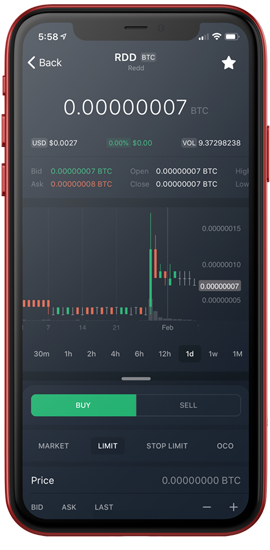 5:58
Back
RDD BTC
Redd
0.00000007 BTC
USD $0.0027 0.00% $0.00 VOL 9.37298238
Bid 0.00000007 BTC Open 0.00000007 BTC High
Ask 0.00000008 BTC Close 0.00000007 BTC Low
0.00000015
0.00000010
0.00000007
0.00000005
7 14 21 Feb
30m 1h 2h 4h 6h 12h 1d 1w 1M
BUY SELL
MARKET LIMIT STOP LIMIT OCO
Price 0.00000000 BTC
BID ASK LAST − +